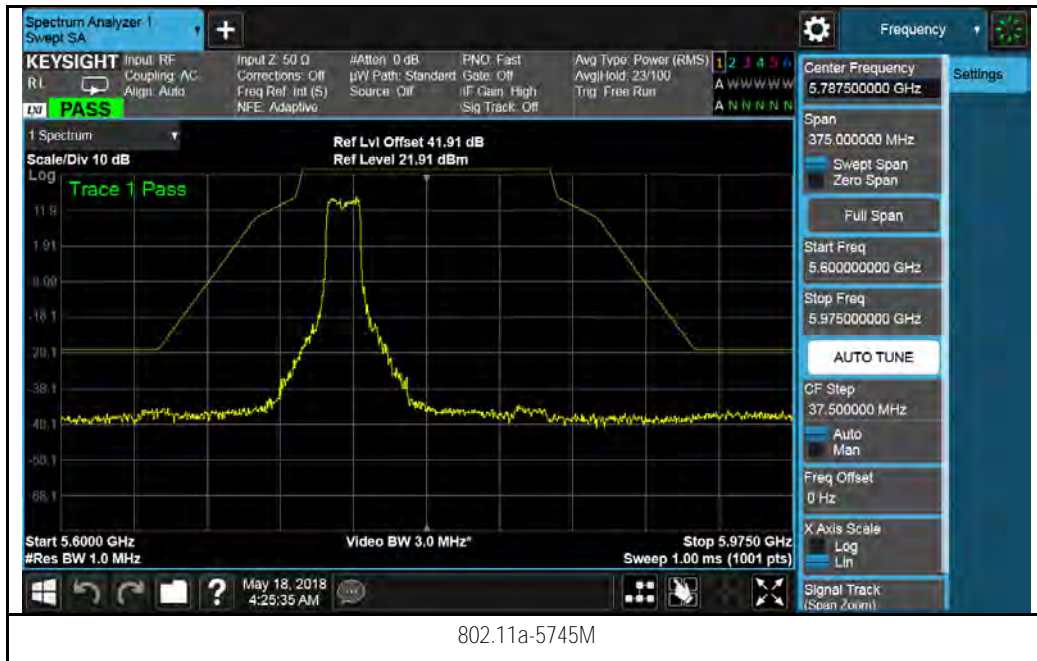 Spectrum Analyzer 1
Swept SA
+
Frequency
KEYSIGHT
RL
LXI
PASS
Input: RF
Coupling: AC
Align: Auto
Input Z: 50 Ω
Corrections: Off
Freq Ref: Int (S)
NFE: Adaptive
#Atten: 0 dB
µW Path: Standard
Source: Off
PNO: Fast
Gate: Off
IF Gain: High
Sig Track: Off
Avg Type: Power (RMS)
Avg|Hold: 23/100
Trig: Free Run
1 2 3 4 5 6
A W W W W W
A N N N N N
1 Spectrum
Scale/Div 10 dB
Ref Lvl Offset 41.91 dB
Ref Level 21.91 dBm
Log
Trace 1 Pass
11.9
1.91
-8.09
-18.1
-28.1
-38.1
-48.1
-58.1
-68.1
Start 5.6000 GHz
Video BW 3.0 MHz*
Stop 5.9750 GHz
#Res BW 1.0 MHz
Sweep 1.00 ms (1001 pts)
Center Frequency
5.787500000 GHz
Settings
Span
375.000000 MHz
Swept Span
Zero Span
Full Span
Start Freq
5.600000000 GHz
Stop Freq
5.975000000 GHz
AUTO TUNE
CF Step
37.500000 MHz
Auto
Man
Freq Offset
0 Hz
X Axis Scale
Log
Lin
Signal Track
(Span Zoom)
?
May 18, 2018
4:25:35 AM
802.11a-5745M